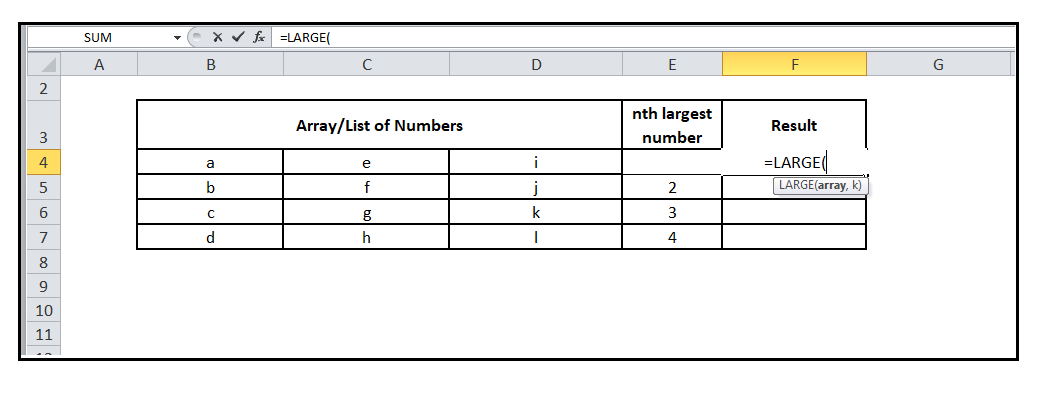 SUM fx =LARGE(
A B C D E F G
2
3 Array/List of Numbers nth largest number Result
4 a e i =LARGE(
LARGE(array, k)
5 b f j 2
6 c g k 3
7 d h l 4
8
9
10
11